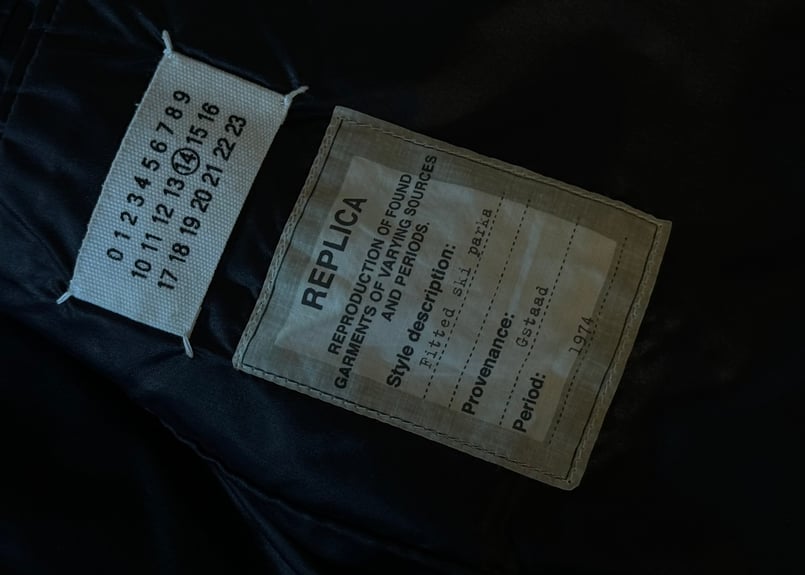 0 1 2 3 4 5 6 7 8 9
10 11 12 13 14 15 16
17 18 19 20 21 22 23
REPLICA
REPRODUCTION OF FOUND
GARMENTS OF VARYING SOURCES
AND PERIODS.
Style description:
Fitted ski parka
Provenance:
Gstaad
Period:
1974